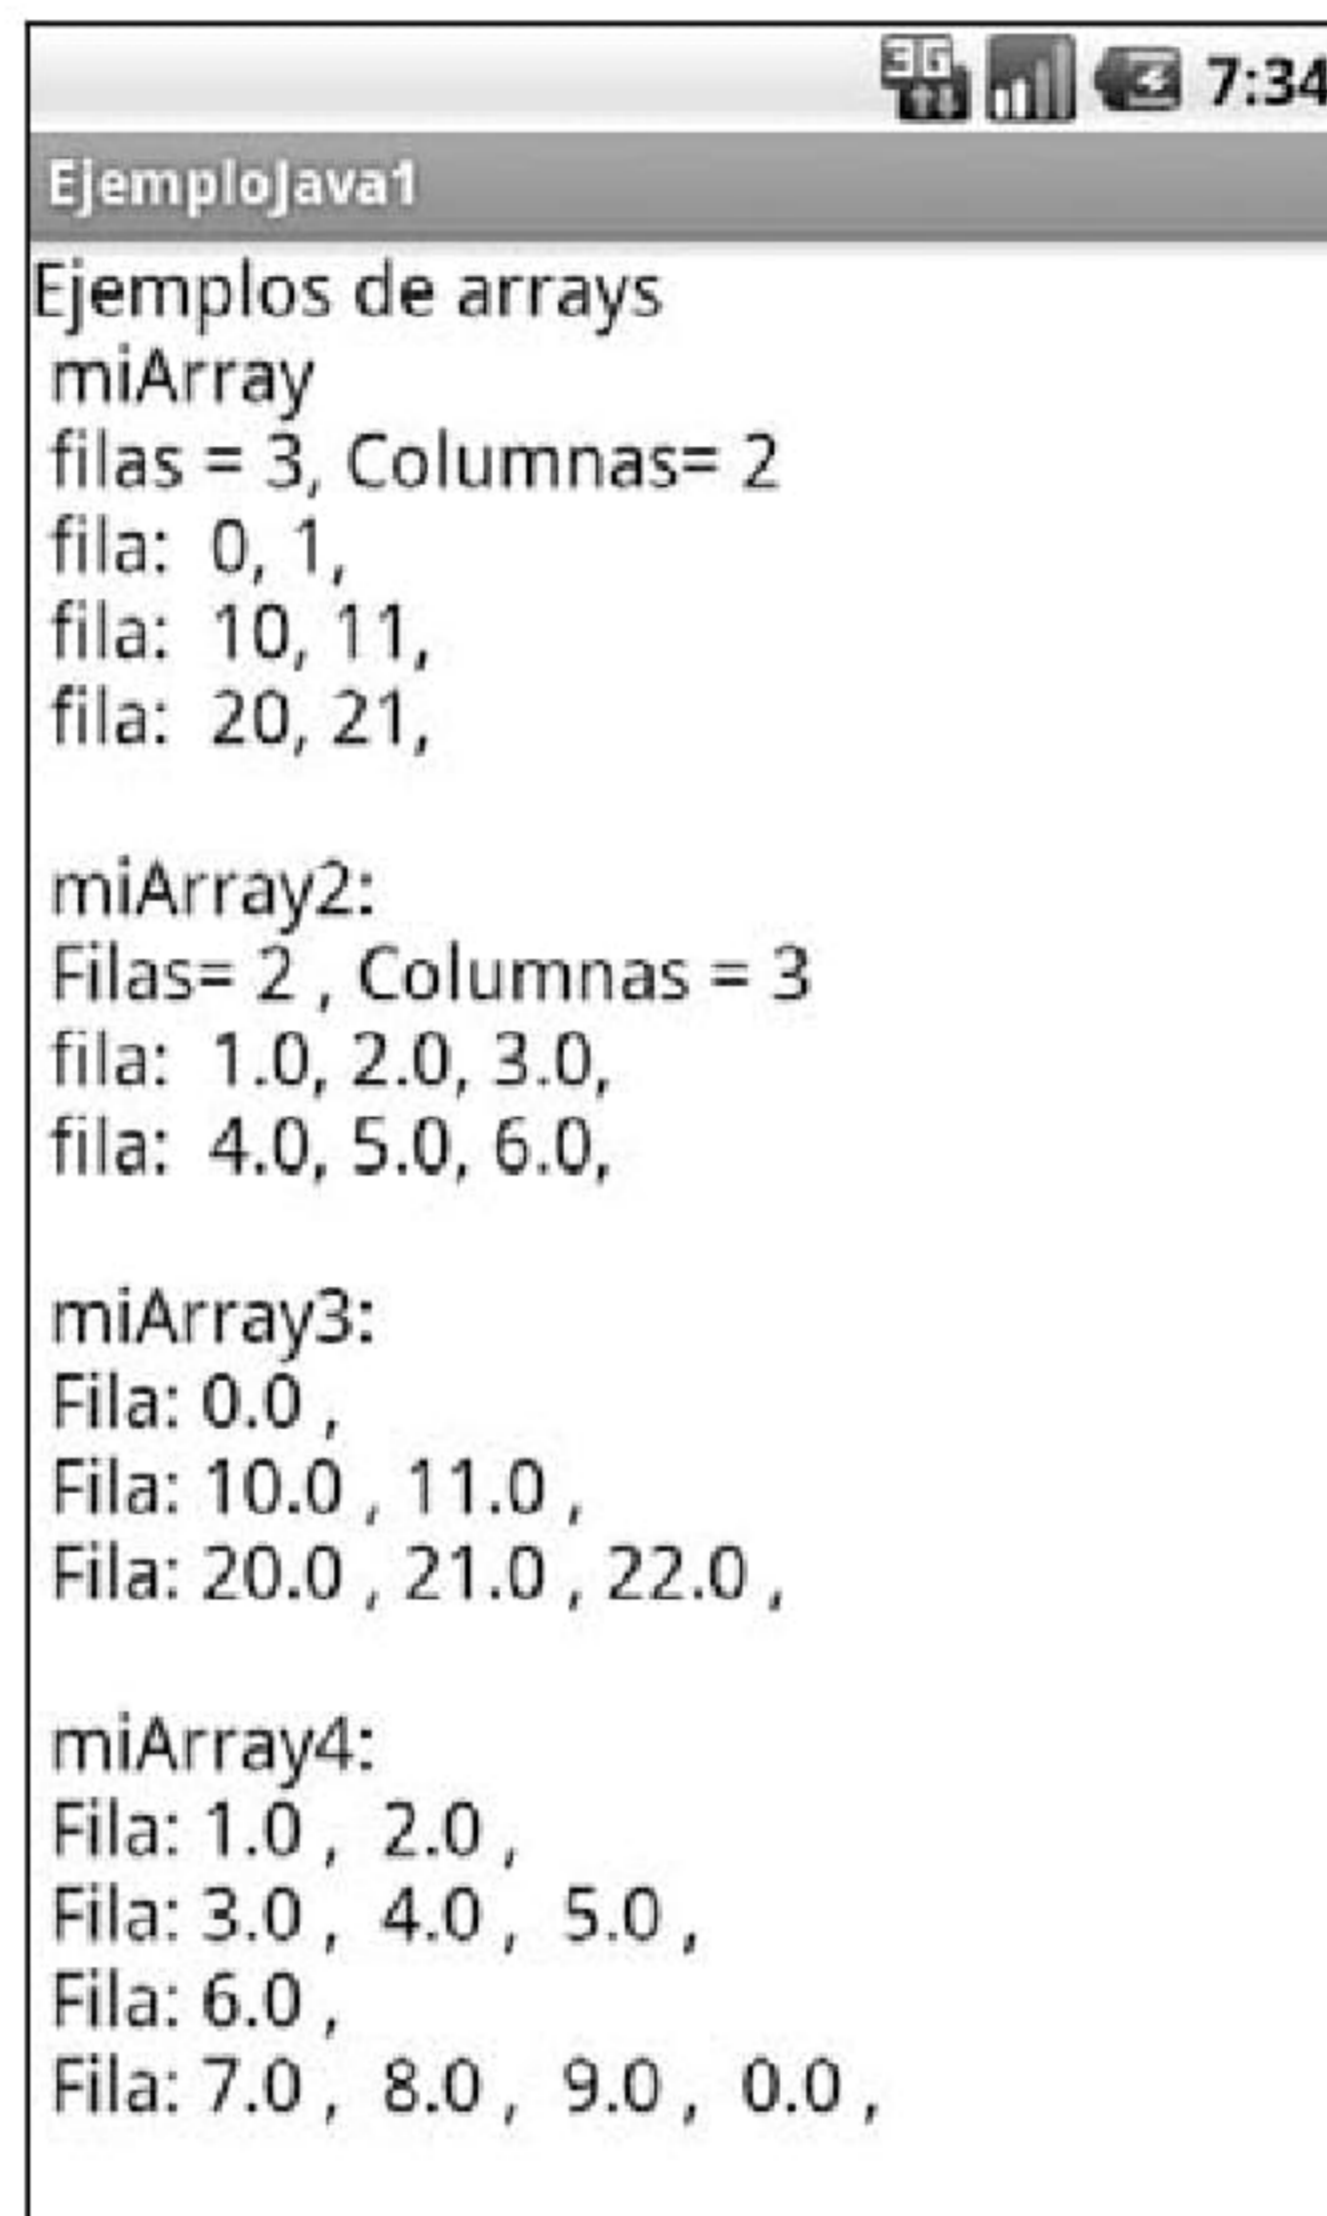 3G 7:34
EjemploJava1
Ejemplos de arrays
miArray
filas = 3, Columnas= 2
fila:  0, 1,
fila:  10, 11,
fila:  20, 21,
miArray2:
Filas= 2 , Columnas = 3
fila:  1.0, 2.0, 3.0,
fila:  4.0, 5.0, 6.0,
miArray3:
Fila: 0.0 ,
Fila: 10.0 , 11.0 ,
Fila: 20.0 , 21.0 , 22.0 ,
miArray4:
Fila: 1.0 ,  2.0 ,
Fila: 3.0 ,  4.0 ,  5.0 ,
Fila: 6.0 ,
Fila: 7.0 ,  8.0 ,  9.0 ,  0.0 ,